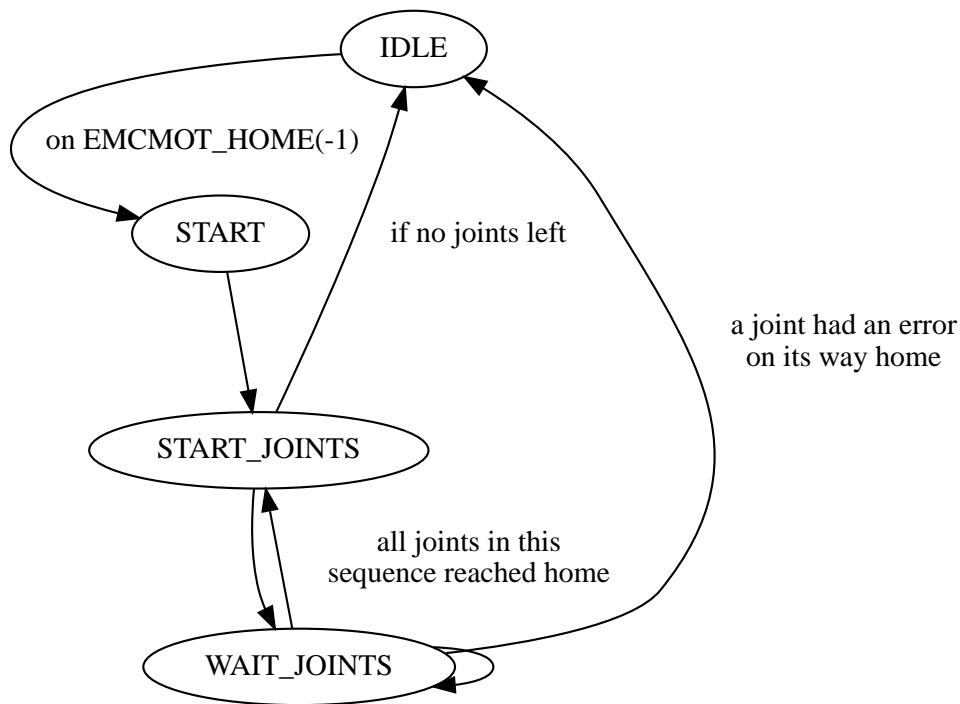 IDLE
on EMCMOT_HOME(-1)
START
if no joints left
a joint had an error
on its way home
START_JOINTS
all joints in this
sequence reached home
WAIT_JOINTS